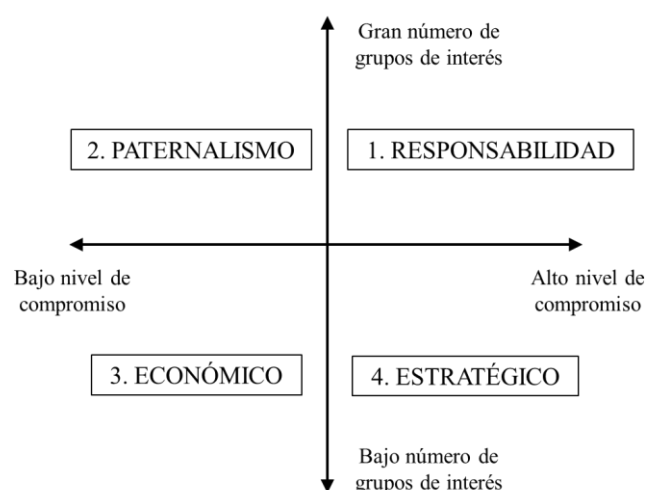 Gran número de
grupos de interés
2. PATERNALISMO
1. RESPONSABILIDAD
Bajo nivel de
compromiso
Alto nivel de
compromiso
3. ECONÓMICO
4. ESTRATÉGICO
Bajo número de
grupos de interés